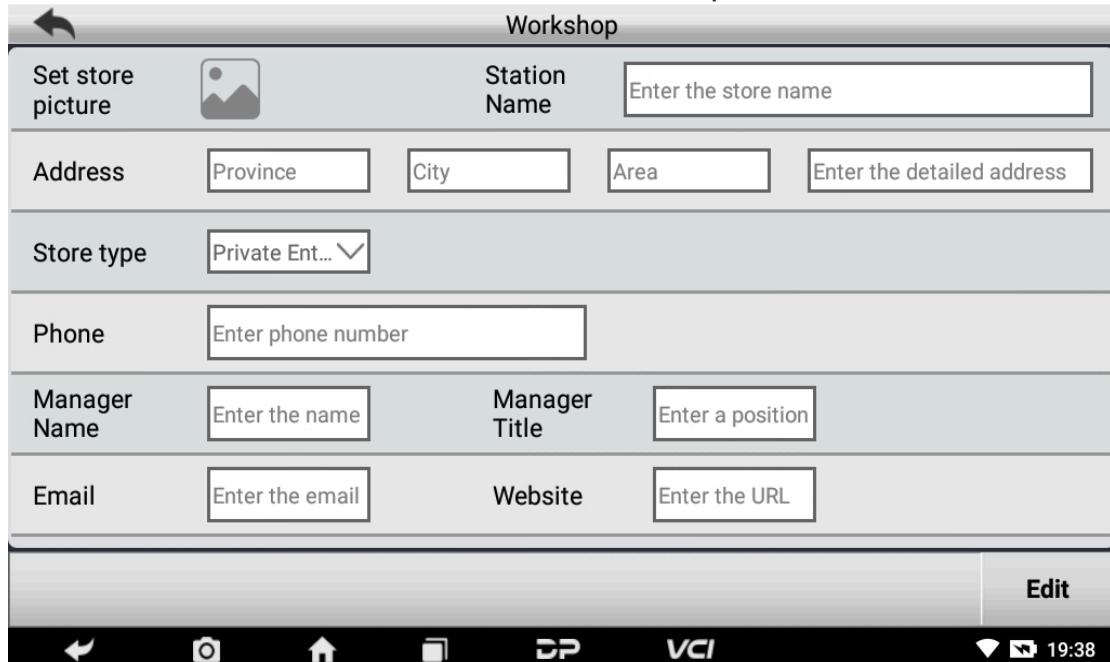 Workshop
Set store
picture
Station
Name
Enter the store name
Address
Province
City
Area
Enter the detailed address
Store type
Private Ent...
Phone
Enter phone number
Manager
Name
Enter the name
Manager
Title
Enter a position
Email
Enter the email
Website
Enter the URL
Edit
DP
VCI
19:38